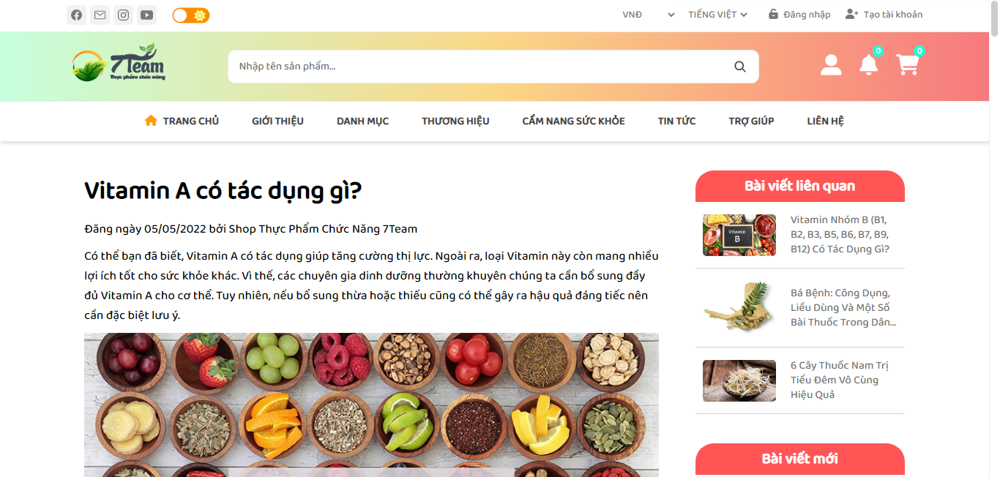 VNĐ
TIẾNG VIỆT
Đăng nhập
Tạo tài khoản
7Team
Thực phẩm chức năng
Nhập tên sản phẩm...
0
0
TRANG CHỦ
GIỚI THIỆU
DANH MỤC
THƯƠNG HIỆU
CẨM NANG SỨC KHỎE
TIN TỨC
TRỢ GIÚP
LIÊN HỆ
Vitamin A có tác dụng gì?
Đăng ngày 05/05/2022 bởi Shop Thực Phẩm Chức Năng 7Team
Có thể bạn đã biết, Vitamin A có tác dụng giúp tăng cường thị lực. Ngoài ra, loại Vitamin này còn mang nhiều
lợi ích tốt cho sức khỏe khác. Vì thế, các chuyên gia dinh dưỡng thường khuyên chúng ta cần bổ sung đầy
đủ Vitamin A cho cơ thể. Tuy nhiên, nếu bổ sung thừa hoặc thiếu cũng có thể gây ra hậu quả đáng tiếc nên
cần đặc biệt lưu ý.
Bài viết liên quan
Vitamin
B
Vitamin Nhóm B (B1,
B2, B3, B5, B6, B7, B9,
B12) Có Tác Dụng Gì?
Bá Bệnh: Công Dụng,
Liều Dùng Và Một Số
Bài Thuốc Trong Dân...
6 Cây Thuốc Nam Trị
Tiểu Đêm Vô Cùng
Hiệu Quả
Bài viết mới